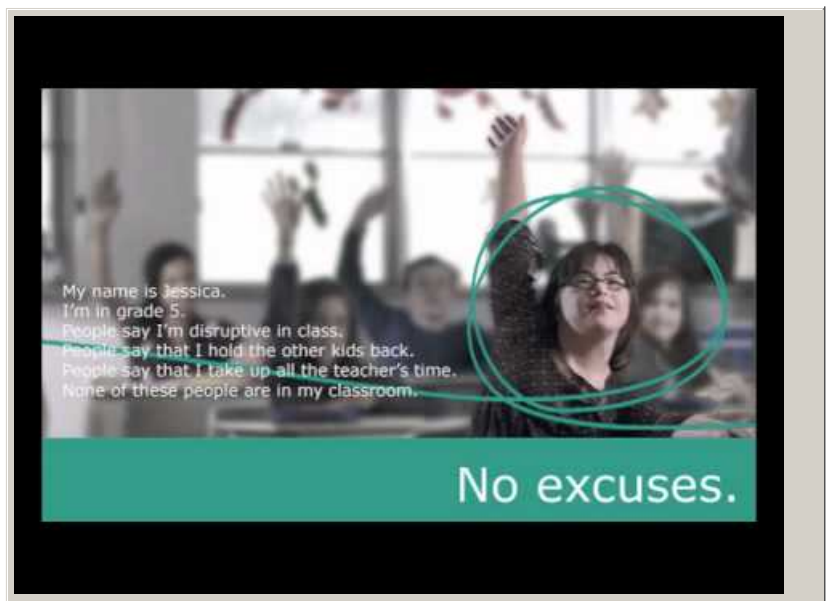 My name is Jessica.
I'm in grade 5.
People say I'm disruptive in class.
People say that I hold the other kids back.
People say that I take up all the teacher's time.
None of these people are in my classroom.
No excuses.